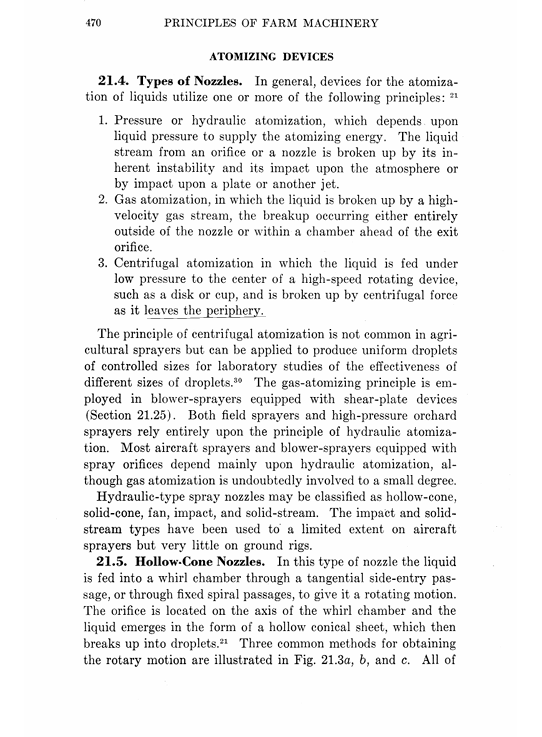 470 PRINCIPLES OF FARM MACHINERY
ATOMIZING DEVICES
21.4. Types of Nozzles. In general, devices for the atomiza-
tion of liquids utilize one or more of the following principles: 21
1. Pressure or hydraulic atomization, which depends upon
liquid pressure to supply the atomizing energy. The liquid
stream from an orifice or a nozzle is broken up by its in-
herent instability and its impact upon the atmosphere or
by impact upon a plate or another jet.
2. Gas atomization, in which the liquid is broken up by a high-
velocity gas stream, the breakup occurring either entirely
outside of the nozzle or within a chamber ahead of the exit
orifice.
3. Centrifugal atomization in which the liquid is fed under
low pressure to the center of a high-speed rotating device,
such as a disk or cup, and is broken up by centrifugal force
as it leaves the periphery.
The principle of centrifugal atomization is not common in agri-
cultural sprayers but can be applied to produce uniform droplets
of controlled sizes for laboratory studies of the effectiveness of
different sizes of droplets.30 The gas-atomizing principle is em-
ployed in blower-sprayers equipped with shear-plate devices
(Section 21.25). Both field sprayers and high-pressure orchard
sprayers rely entirely upon the principle of hydraulic atomiza-
tion. Most aircraft sprayers and blower-sprayers equipped with
spray orifices depend mainly upon hydraulic atomization, al-
though gas atomization is undoubtedly involved to a small degree.
Hydraulic-type spray nozzles may be classified as hollow-cone,
solid-cone, fan, impact, and solid-stream. The impact and solid-
stream types have been used to a limited extent on aircraft
sprayers but very little on ground rigs.
21.5. Hollow-Cone Nozzles. In this type of nozzle the liquid
is fed into a whirl chamber through a tangential side-entry pas-
sage, or through fixed spiral passages, to give it a rotating motion.
The orifice is located on the axis of the whirl chamber and the
liquid emerges in the form of a hollow conical sheet, which then
breaks up into droplets.21 Three common methods for obtaining
the rotary motion are illustrated in Fig. 21.3a, b, and c. All of